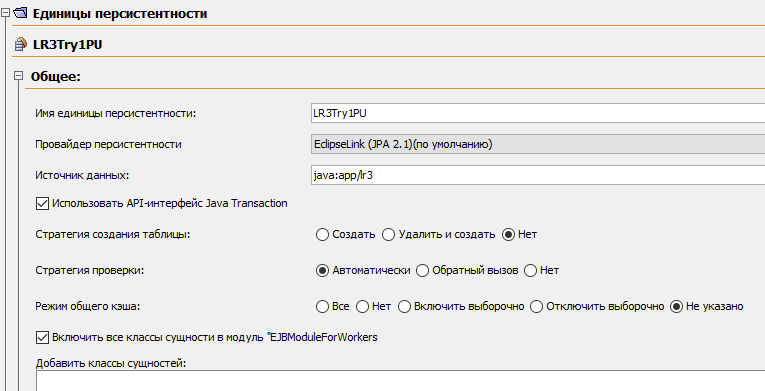 Единицы персистентности
LR3Try1PU
Общее:
Имя единицы персистентности: LR3Try1PU
Провайдер персистентности EclipseLink (JPA 2.1)(по умолчанию)
Источник данных: java:app/lr3
Использовать API-интерфейс Java Transaction
Стратегия создания таблицы: Создать Удалить и создать Нет
Стратегия проверки: Автоматически Обратный вызов Нет
Режим общего кэша: Все Нет Включить выборочно Отключить выборочно Не указано
Включить все классы сущности в модуль "EJBModuleForWorkers
Добавить классы сущностей: